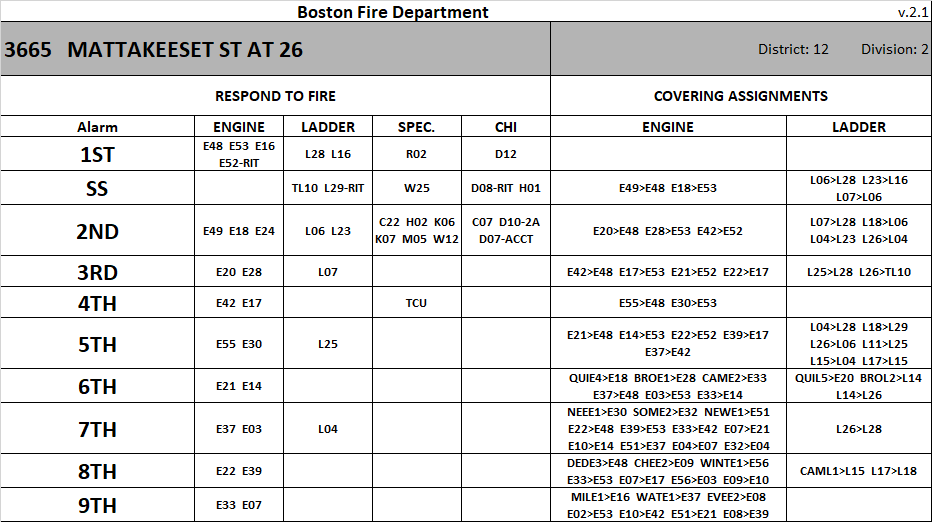 Boston Fire Department v.2.1
3665 MATTAKEESET ST AT 26 District: 12 Division: 2
RESPOND TO FIRE COVERING ASSIGNMENTS
Alarm ENGINE LADDER SPEC. CHI ENGINE LADDER
1ST E48 E53 E16 E52-RIT L28 L16 R02 D12
SS TL10 L29-RIT W25 D08-RIT H01 E49>E48 E18>E53 L06>L28 L23>L16 L07>L06
2ND E49 E18 E24 L06 L23 C22 H02 K06 K07 M05 W12 C07 D10-2A D07-ACCT E20>E48 E28>E53 E42>E52 L07>L28 L18>L06 L04>L23 L26>L04
3RD E20 E28 L07 E42>E48 E17>E53 E21>E52 E22>E17 L25>L28 L26>TL10
4TH E42 E17 TCU E55>E48 E30>E53
5TH E55 E30 L25 E21>E48 E14>E53 E22>E52 E39>E17 E37>E42 L04>L28 L18>L29 L26>L06 L11>L25 L15>L04 L17>L15
6TH E21 E14 QUIE4>E18 BROE1>E28 CAME2>E33 E37>E48 E03>E53 E33>E14 QUIL5>E20 BROL2>L14 L14>L26
7TH E37 E03 L04 NEEE1>E30 SOME2>E32 NEWE1>E51 E22>E48 E39>E53 E33>E42 E07>E21 E10>E14 E51>E37 E04>E07 E32>E04 L26>L28
8TH E22 E39 DEDE3>E48 CHEE2>E09 WINTE1>E56 E33>E53 E07>E17 E56>E03 E09>E10 CAML1>L15 L17>L18
9TH E33 E07 MILE1>E16 WATE1>E37 EVEE2>E08 E02>E53 E10>E42 E51>E21 E08>E39